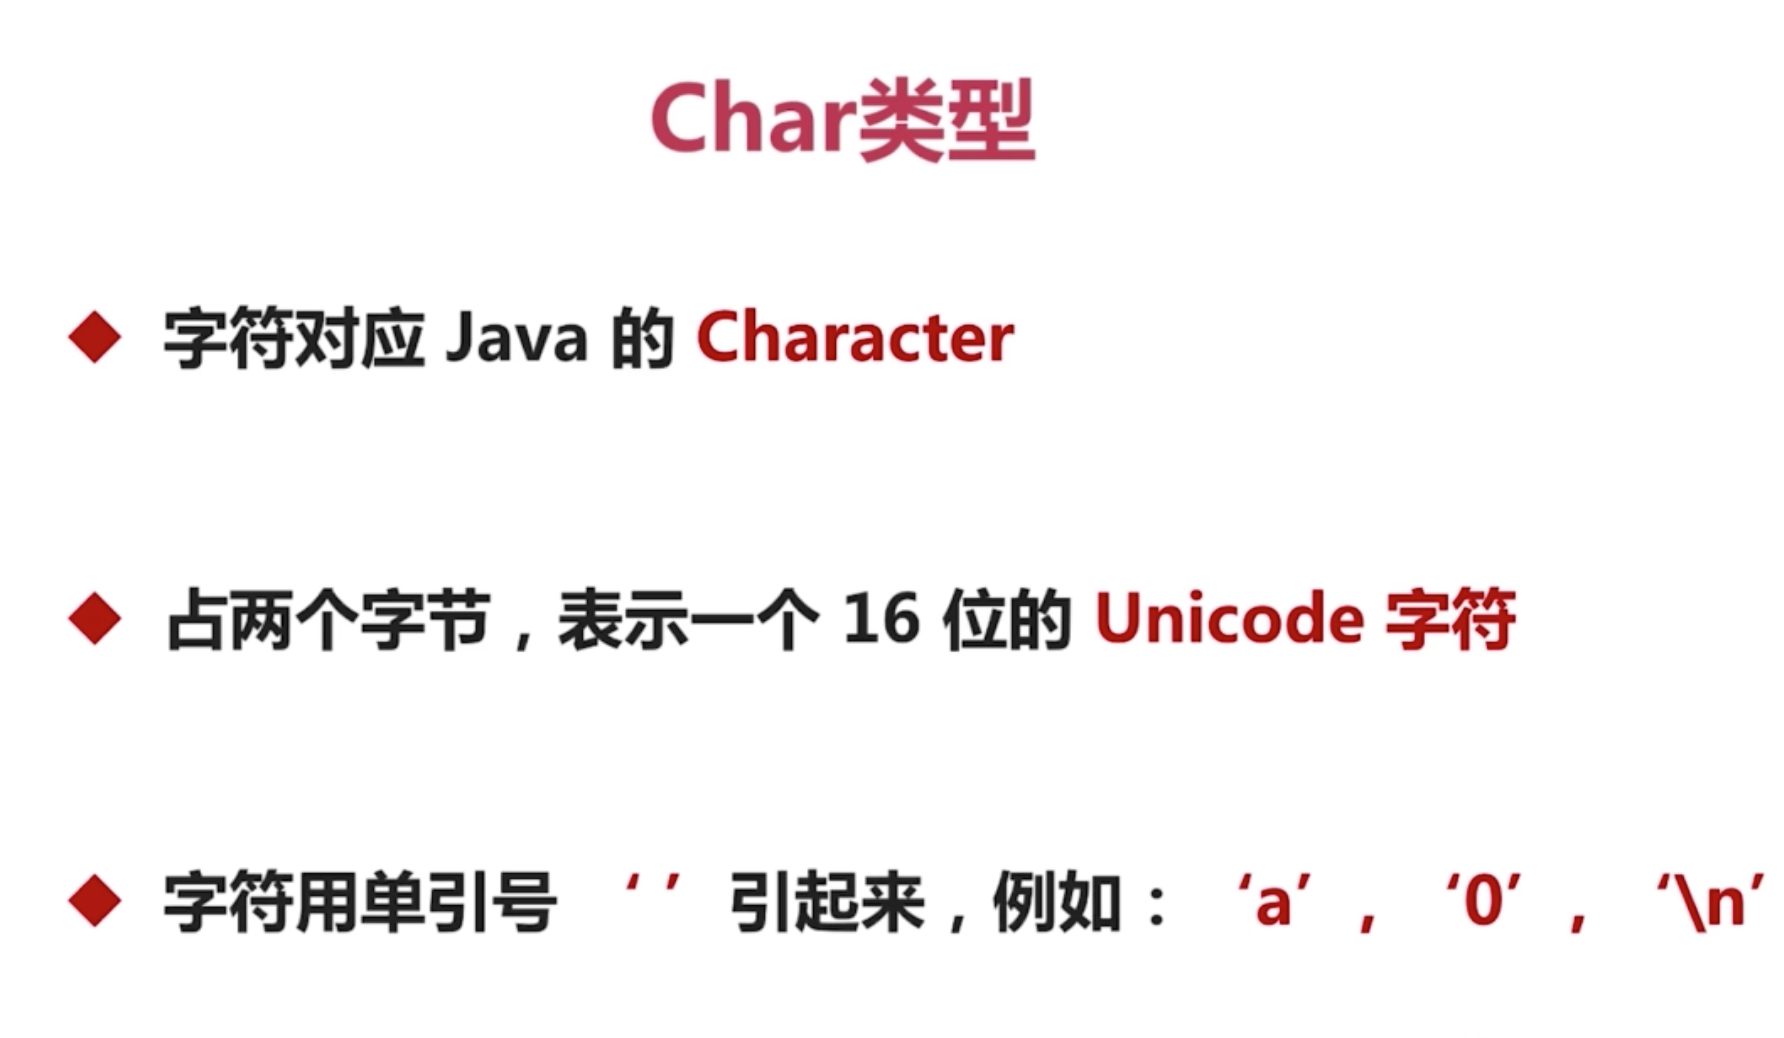 Char类型
字符对应 Java 的 Character
占两个字节，表示一个 16 位的 Unicode 字符
字符用单引号 ‘ ’ 引起来，例如： ‘a’ ， ‘0’ ， ‘\n’